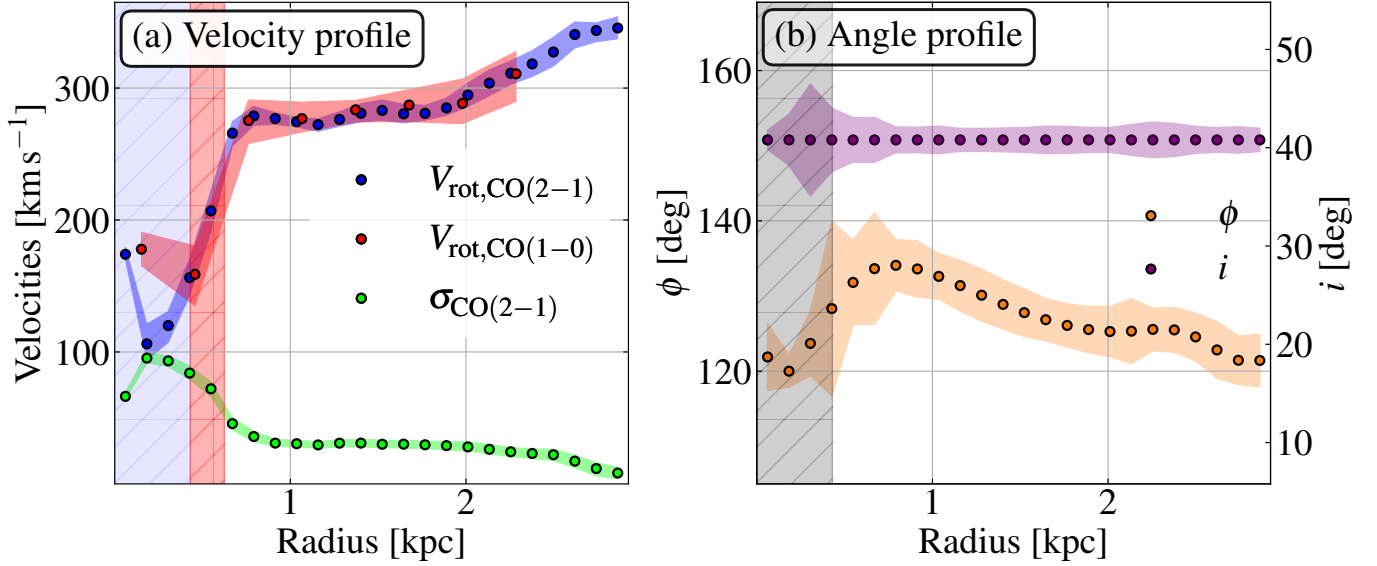 (a) Velocity profile
Velocities [km s⁻¹]
300
200
100
V_rot,CO(2−1)
V_rot,CO(1−0)
σ_CO(2−1)
1
2
Radius [kpc]
(b) Angle profile
ϕ [deg]
160
140
120
ϕ
i
50
40
30
20
10
i [deg]
1
2
Radius [kpc]